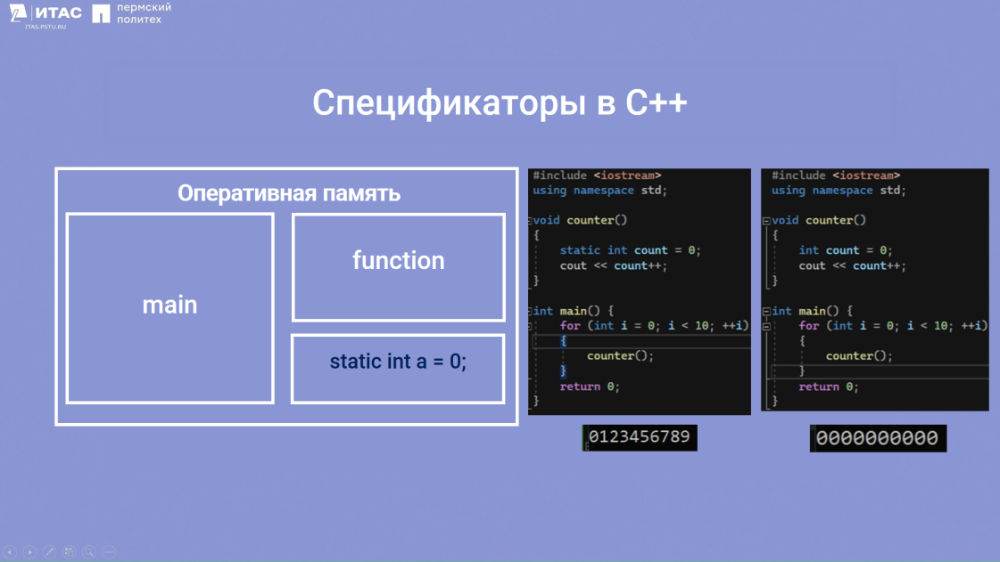 ИТАС
ITAS.PSTU.RU
пермский
политех
Спецификаторы в C++
Оперативная память
main
function
static int a = 0;
#include <iostream>
using namespace std;
void counter()
{
static int count = 0;
cout << count++;
}
int main() {
for (int i = 0; i < 10; ++i)
{
counter();
}
return 0;
}
0123456789
#include <iostream>
using namespace std;
void counter()
{
int count = 0;
cout << count++;
}
int main() {
for (int i = 0; i < 10; ++i)
{
counter();
}
return 0;
}
0000000000